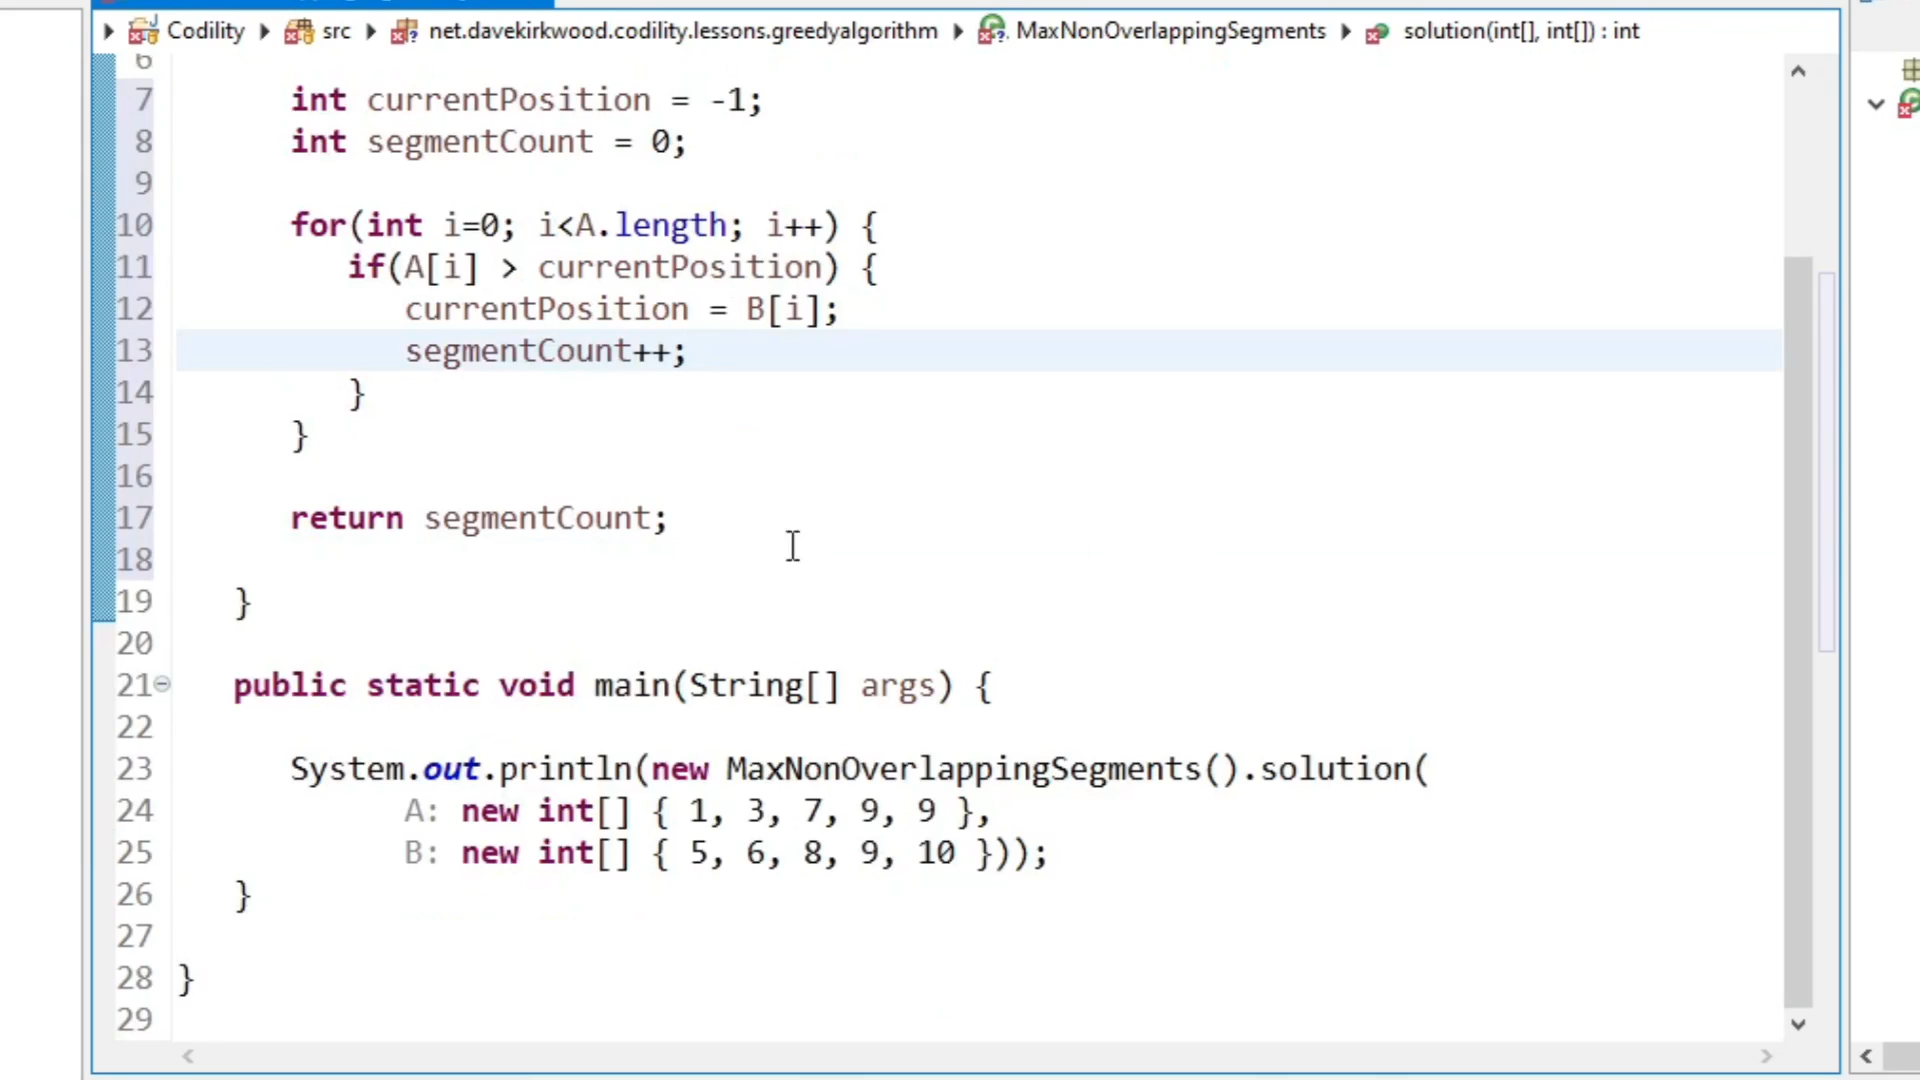 Codility src net.davekirkwood.codility.lessons.greedyalgorithm MaxNonOverlappingSegments solution(int[], int[]) : int
6
7 int currentPosition = -1;
8 int segmentCount = 0;
9
10 for(int i=0; i<A.length; i++) {
11 if(A[i] > currentPosition) {
12 currentPosition = B[i];
13 segmentCount++;
14 }
15 }
16
17 return segmentCount;
18
19 }
20
21 public static void main(String[] args) {
22
23 System.out.println(new MaxNonOverlappingSegments().solution(
24 A: new int[] { 1, 3, 7, 9, 9 },
25 B: new int[] { 5, 6, 8, 9, 10 }));
26 }
27
28 }
29